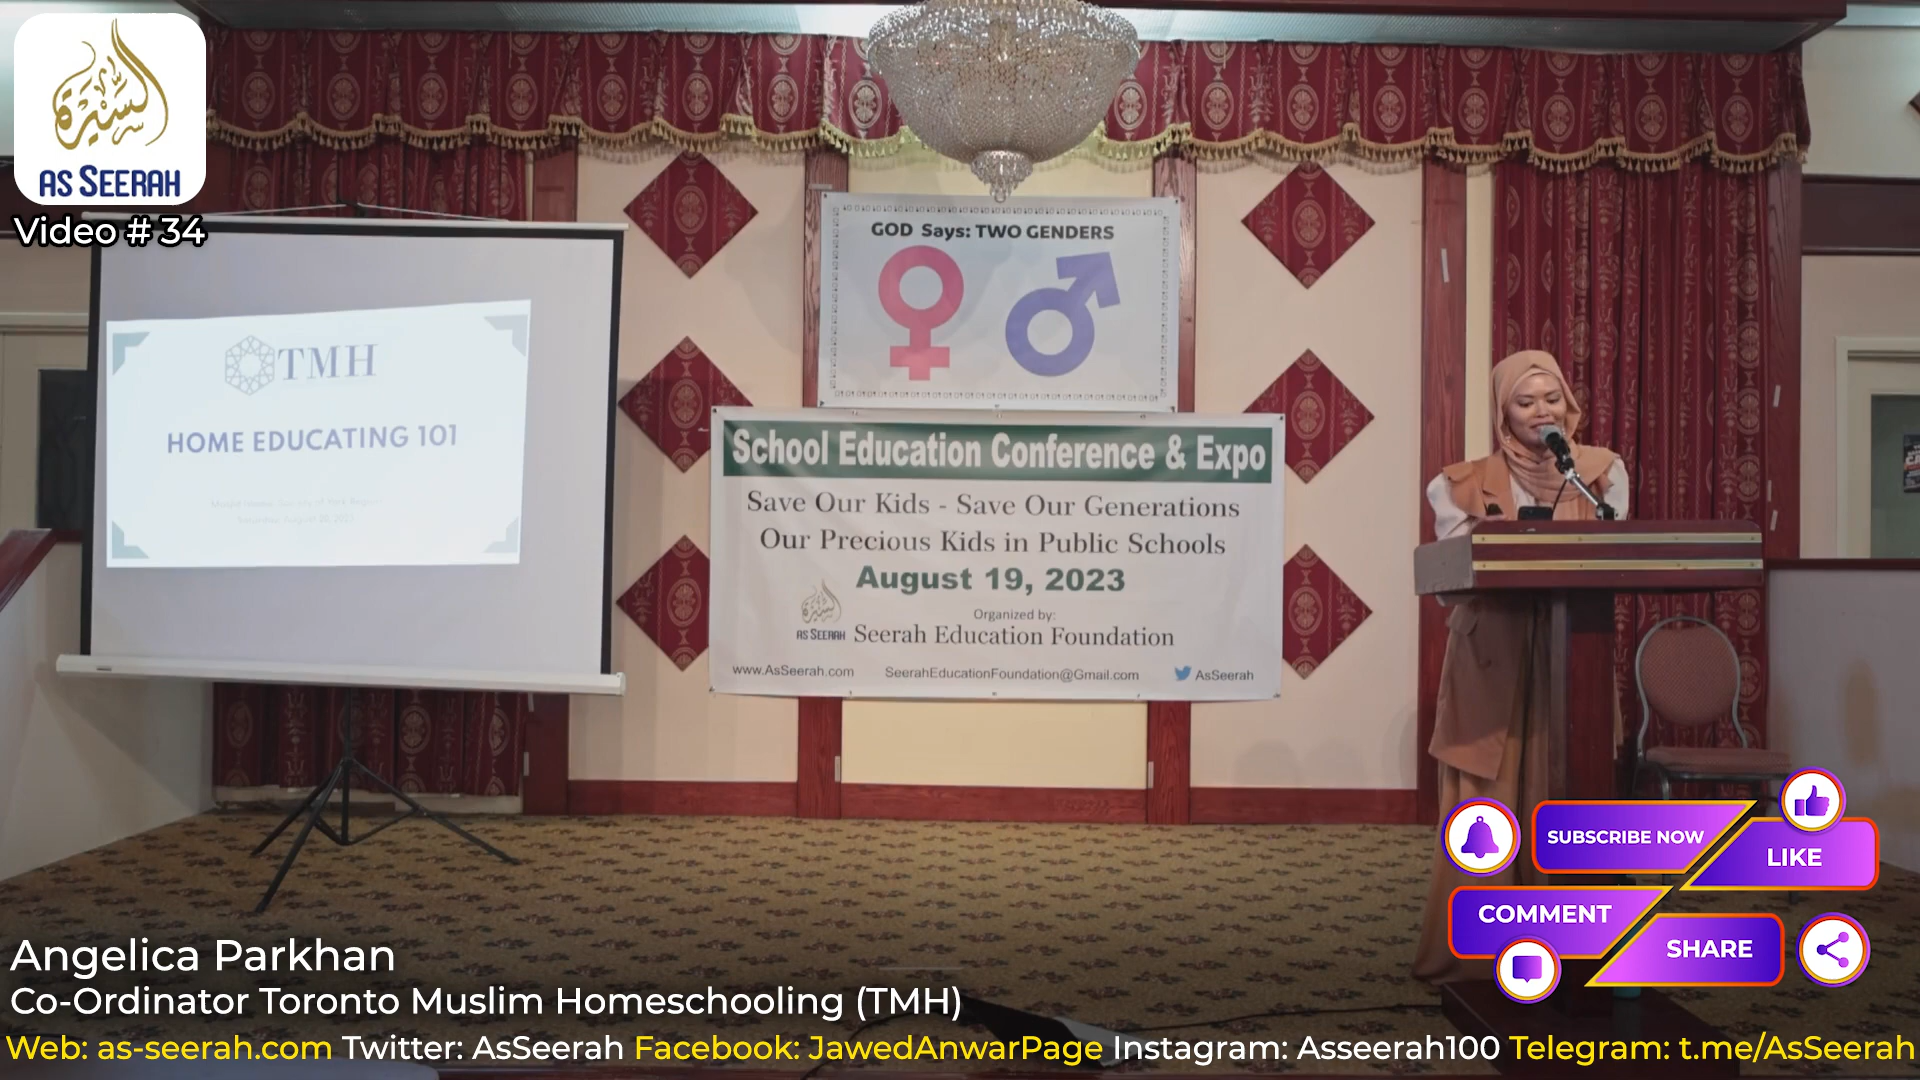 السيرة
AS SEERAH
Video # 34
GOD Says: TWO GENDERS
TMH
HOME EDUCATING 101
School Education Conference & Expo
Save Our Kids - Save Our Generations
Our Precious Kids in Public Schools
August 19, 2023
Organized by:
السيرة
AS SEERAH
Seerah Education Foundation
www.AsSeerah.com
SeerahEducationFoundation@Gmail.com
AsSeerah
SUBSCRIBE NOW
LIKE
COMMENT
SHARE
Angelica Parkhan
Co-Ordinator Toronto Muslim Homeschooling (TMH)
Web: as-seerah.com Twitter: AsSeerah Facebook: JawedAnwarPage Instagram: Asseerah100 Telegram: t.me/AsSeerah